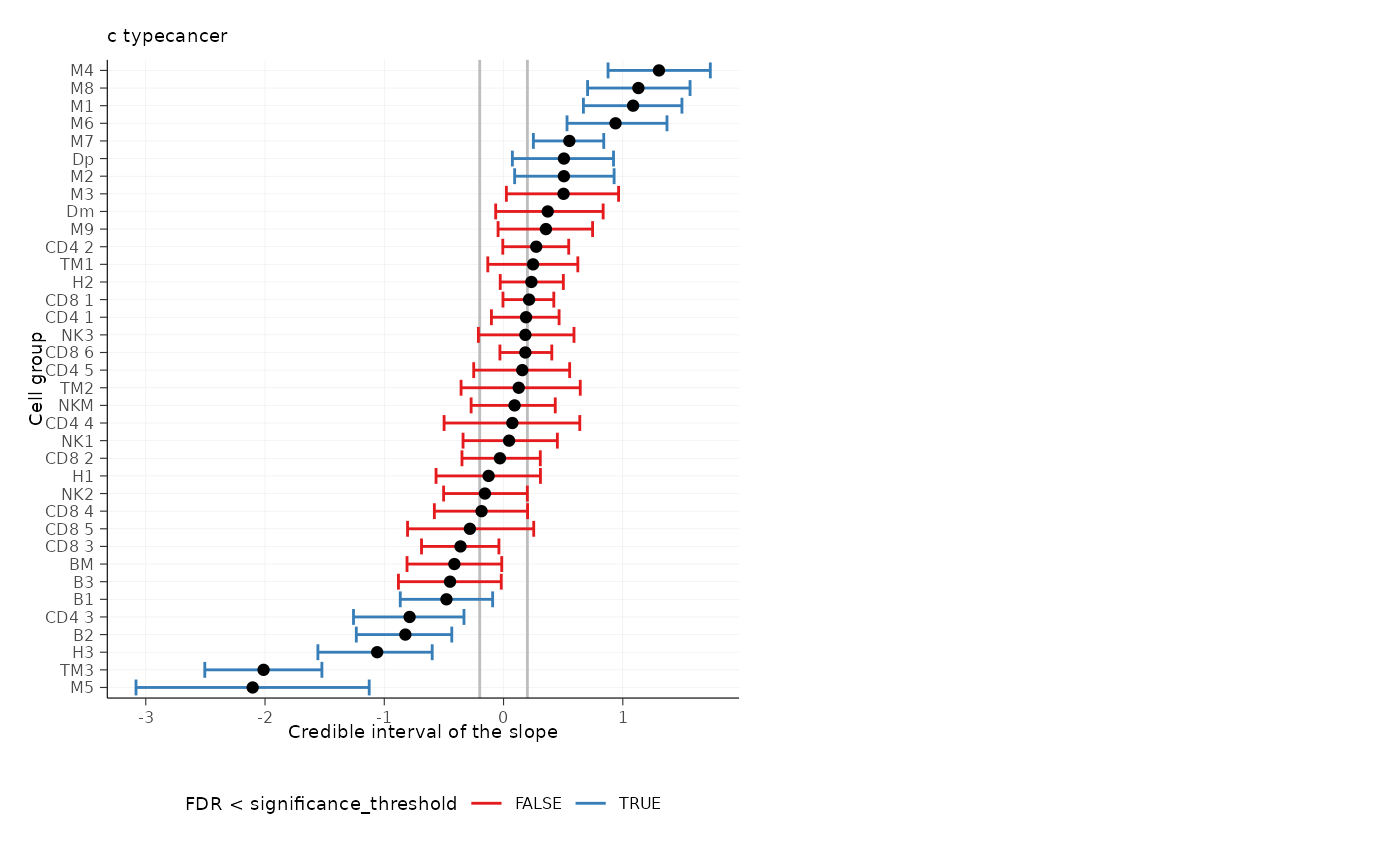 c typecancer
M4
M8
M1
M6
M7
Dp
M2
M3
Dm
M9
CD4 2
TM1
H2
CD8 1
CD4 1
NK3
CD8 6
CD4 5
TM2
NKM
CD4 4
NK1
CD8 2
H1
NK2
CD8 4
CD8 5
CD8 3
BM
B3
B1
CD4 3
B2
H3
TM3
M5
Cell group
-3 -2 -1 0 1
Credible interval of the slope
FDR < significance_threshold FALSE TRUE